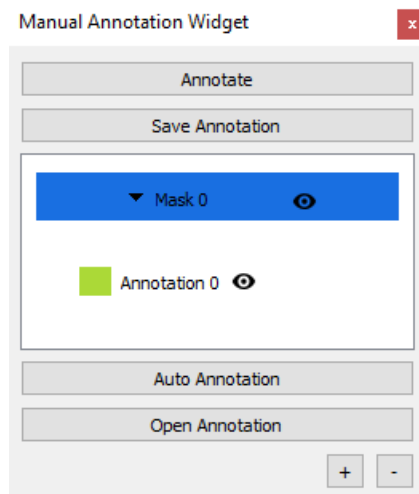 Manual Annotation Widget x
Annotate
Save Annotation
Mask 0
Annotation 0
Auto Annotation
Open Annotation
+ -